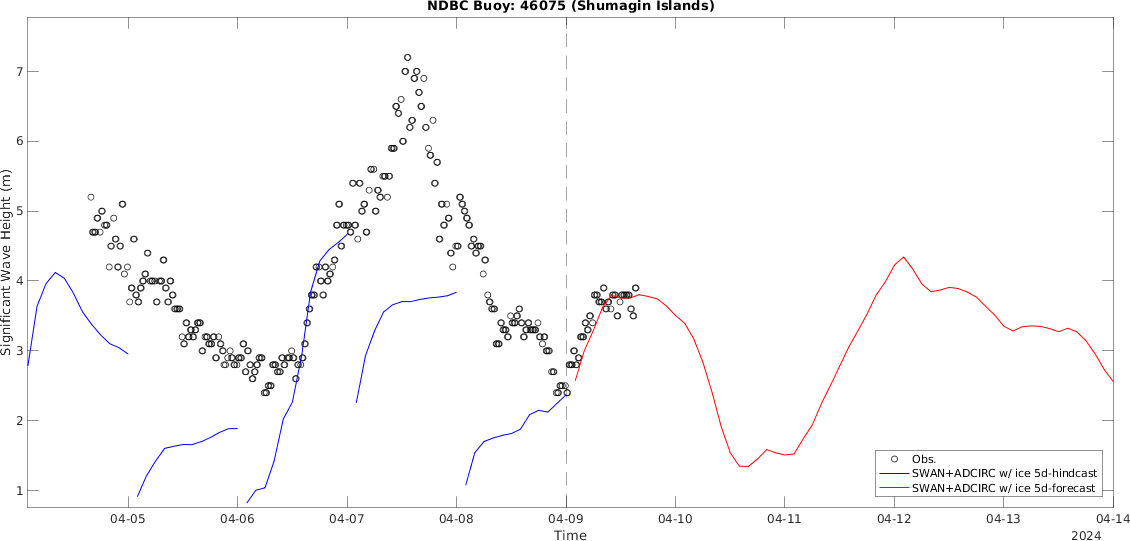 NDBC Buoy: 46075 (Shumagin Islands)
Significant Wave Height (m)
7
6
5
4
3
2
1
Obs.
SWAN+ADCIRC w/ ice 5d-hindcast
SWAN+ADCIRC w/ ice 5d-forecast
04-05 04-06 04-07 04-08 04-09 04-10 04-11 04-12 04-13 04-14
Time
2024